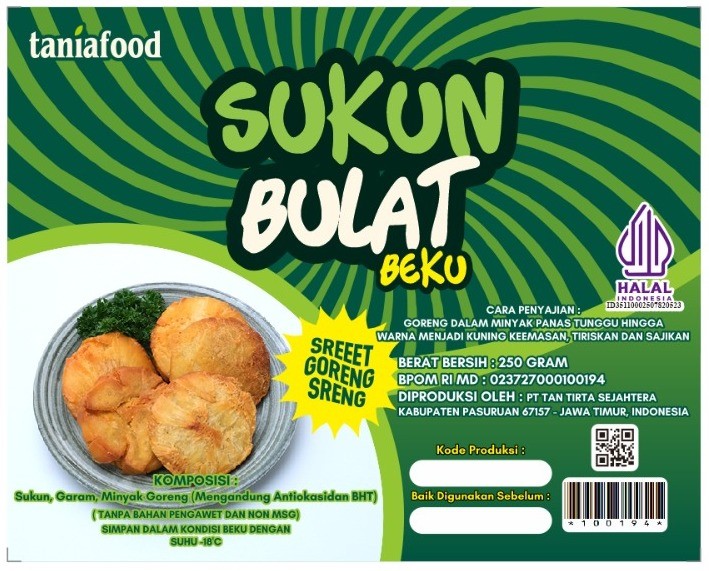 taniafood
SUKUN
BULAT
BEKU
HALAL
INDONESIA
ID35110002507820523
CARA PENYAJIAN :
GORENG DALAM MINYAK PANAS TUNGGU HINGGA
WARNA MENJADI KUNING KEEMASAN, TIRISKAN DAN SAJIKAN
SREEET
GORENG
SRENG
BERAT BERSIH : 250 GRAM
BPOM RI MD : 023727000100194
DIPRODUKSI OLEH : PT TAN TIRTA SEJAHTERA
KABUPATEN PASURUAN 67157 - JAWA TIMUR, INDONESIA
KOMPOSISI :
Sukun, Garam, Minyak Goreng (Mengandung Antiokasidan BHT)
( TANPA BAHAN PENGAWET DAN NON MSG)
SIMPAN DALAM KONDISI BEKU DENGAN
SUHU -18°C
Kode Produksi :
Baik Digunakan Sebelum :
*100194*